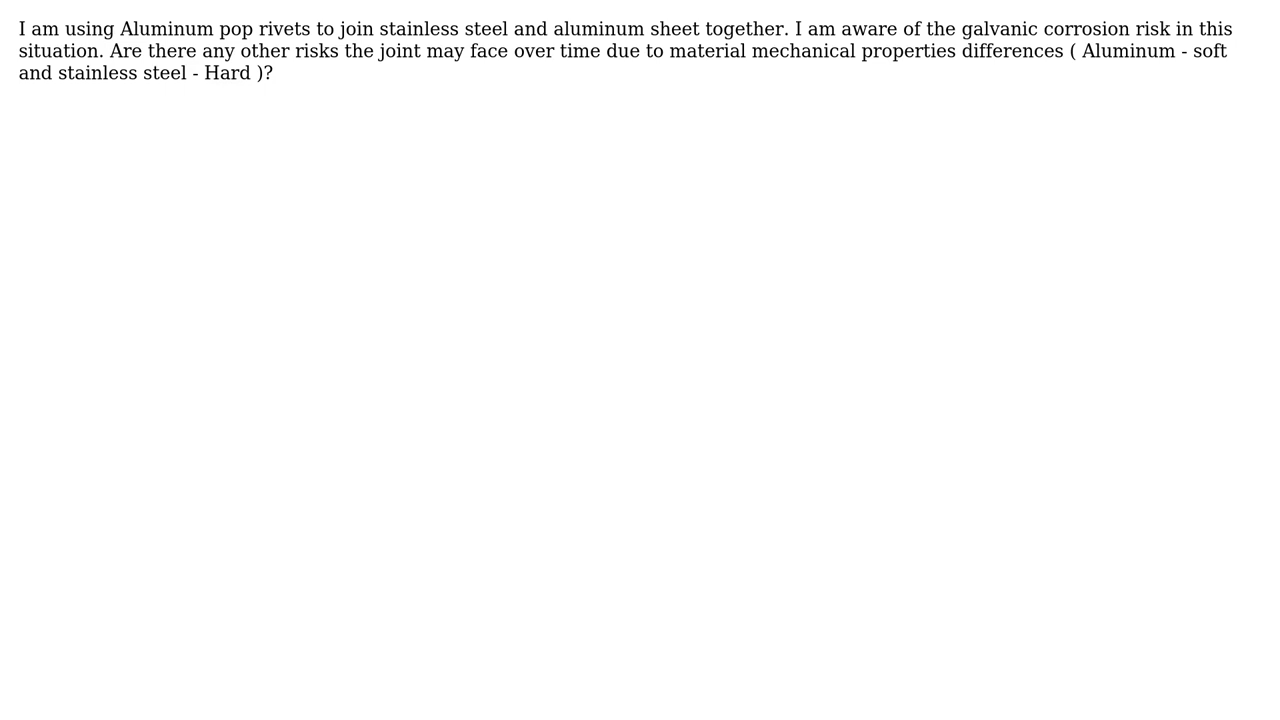 I am using Aluminum pop rivets to join stainless steel and aluminum sheet together. I am aware of the galvanic corrosion risk in this
situation. Are there any other risks the joint may face over time due to material mechanical properties differences ( Aluminum - soft
and stainless steel - Hard )?